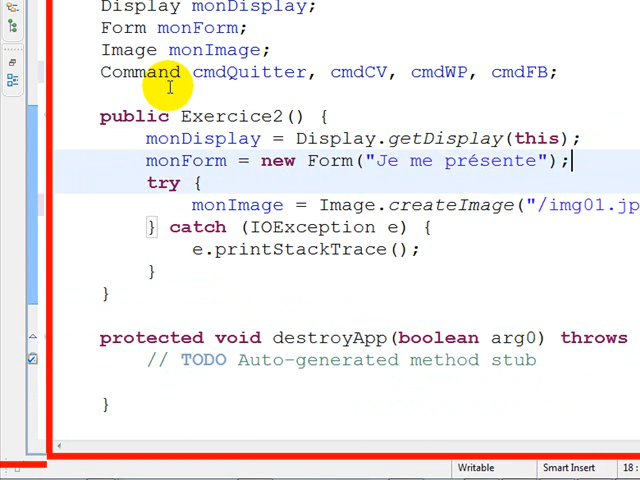 Display monDisplay;
Form monForm;
Image monImage;
Command cmdQuitter, cmdCV, cmdWP, cmdFB;
public Exercice2() {
monDisplay = Display.getDisplay(this);
monForm = new Form("Je me présente");
try {
monImage = Image.createImage("/img01.jp
} catch (IOException e) {
e.printStackTrace();
}
}
protected void destroyApp(boolean arg0) throws
// TODO Auto-generated method stub
}
Writable Smart Insert 18 :